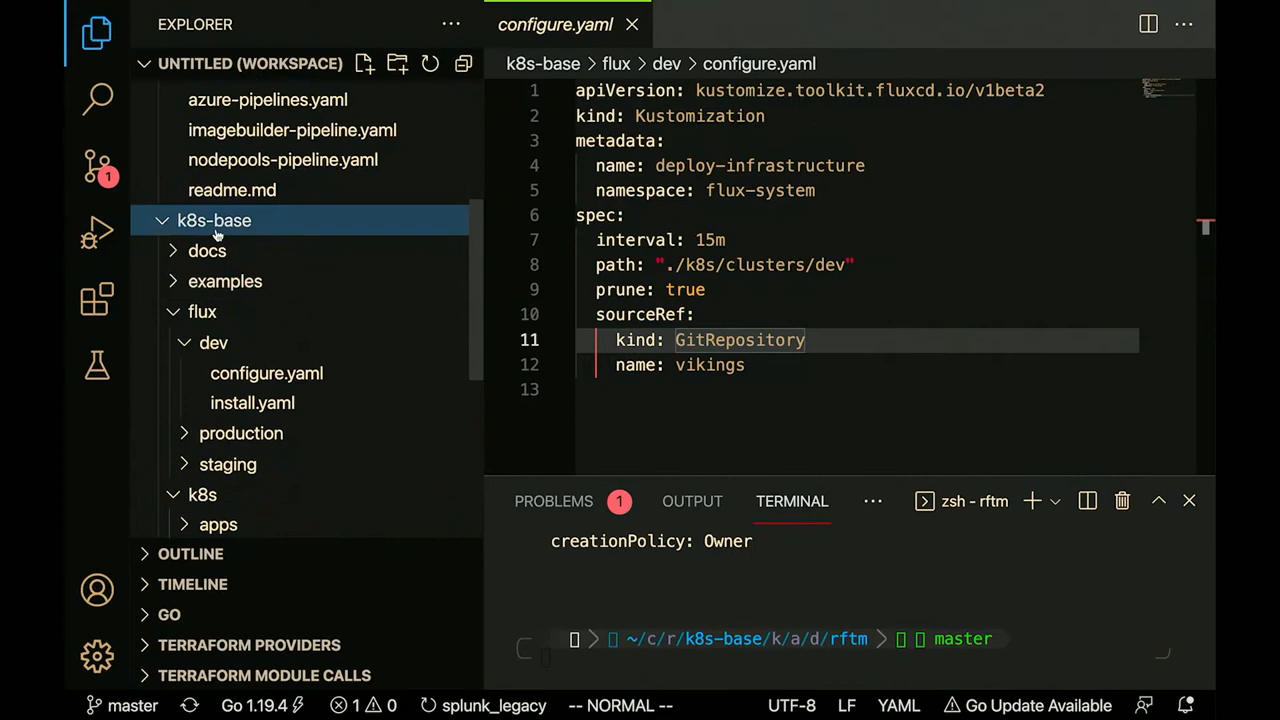 EXPLORER
UNTITLED (WORKSPACE)
azure-pipelines.yaml
imagebuilder-pipeline.yaml
nodepools-pipeline.yaml
readme.md
k8s-base
docs
examples
flux
dev
configure.yaml
install.yaml
production
staging
k8s
apps
OUTLINE
TIMELINE
GO
TERRAFORM PROVIDERS
TERRAFORM MODULE CALLS
1
configure.yaml
k8s-base > flux > dev > configure.yaml
1 apiVersion: kustomize.toolkit.fluxcd.io/v1beta2
2 kind: Kustomization
3 metadata:
4 name: deploy-infrastructure
5 namespace: flux-system
6 spec:
7 interval: 15m
8 path: "./k8s/clusters/dev"
9 prune: true
10 sourceRef:
11 kind: GitRepository
12 name: vikings
13
PROBLEMS 1 OUTPUT TERMINAL ... zsh - rftm
creationPolicy: Owner
~/c/r/k8s-base/k/a/d/rftm master
master Go 1.19.4 1 0 splunk_legacy -- NORMAL -- UTF-8 LF YAML Go Update Available